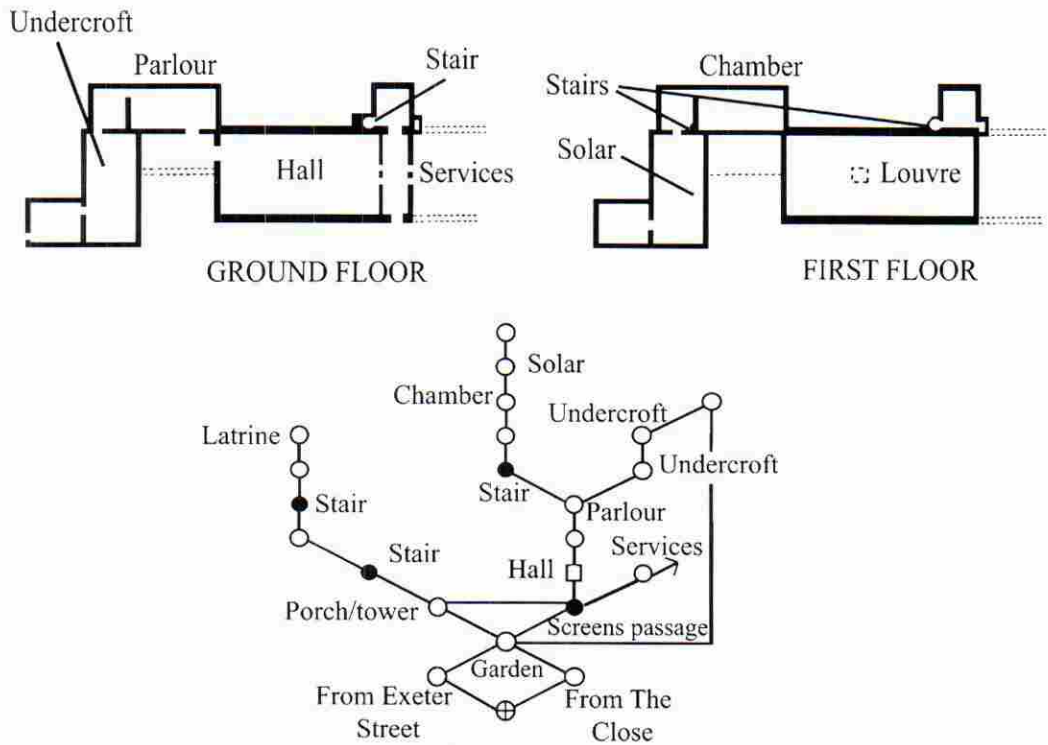 Undercroft
Parlour
Stair
Hall
Services
GROUND FLOOR
Chamber
Stairs
Solar
Louvre
FIRST FLOOR
Solar
Chamber
Undercroft
Latrine
Undercroft
Stair
Stair
Parlour
Stair
Services
Hall
Porch/tower
Screens passage
Garden
From Exeter
Street
From The
Close